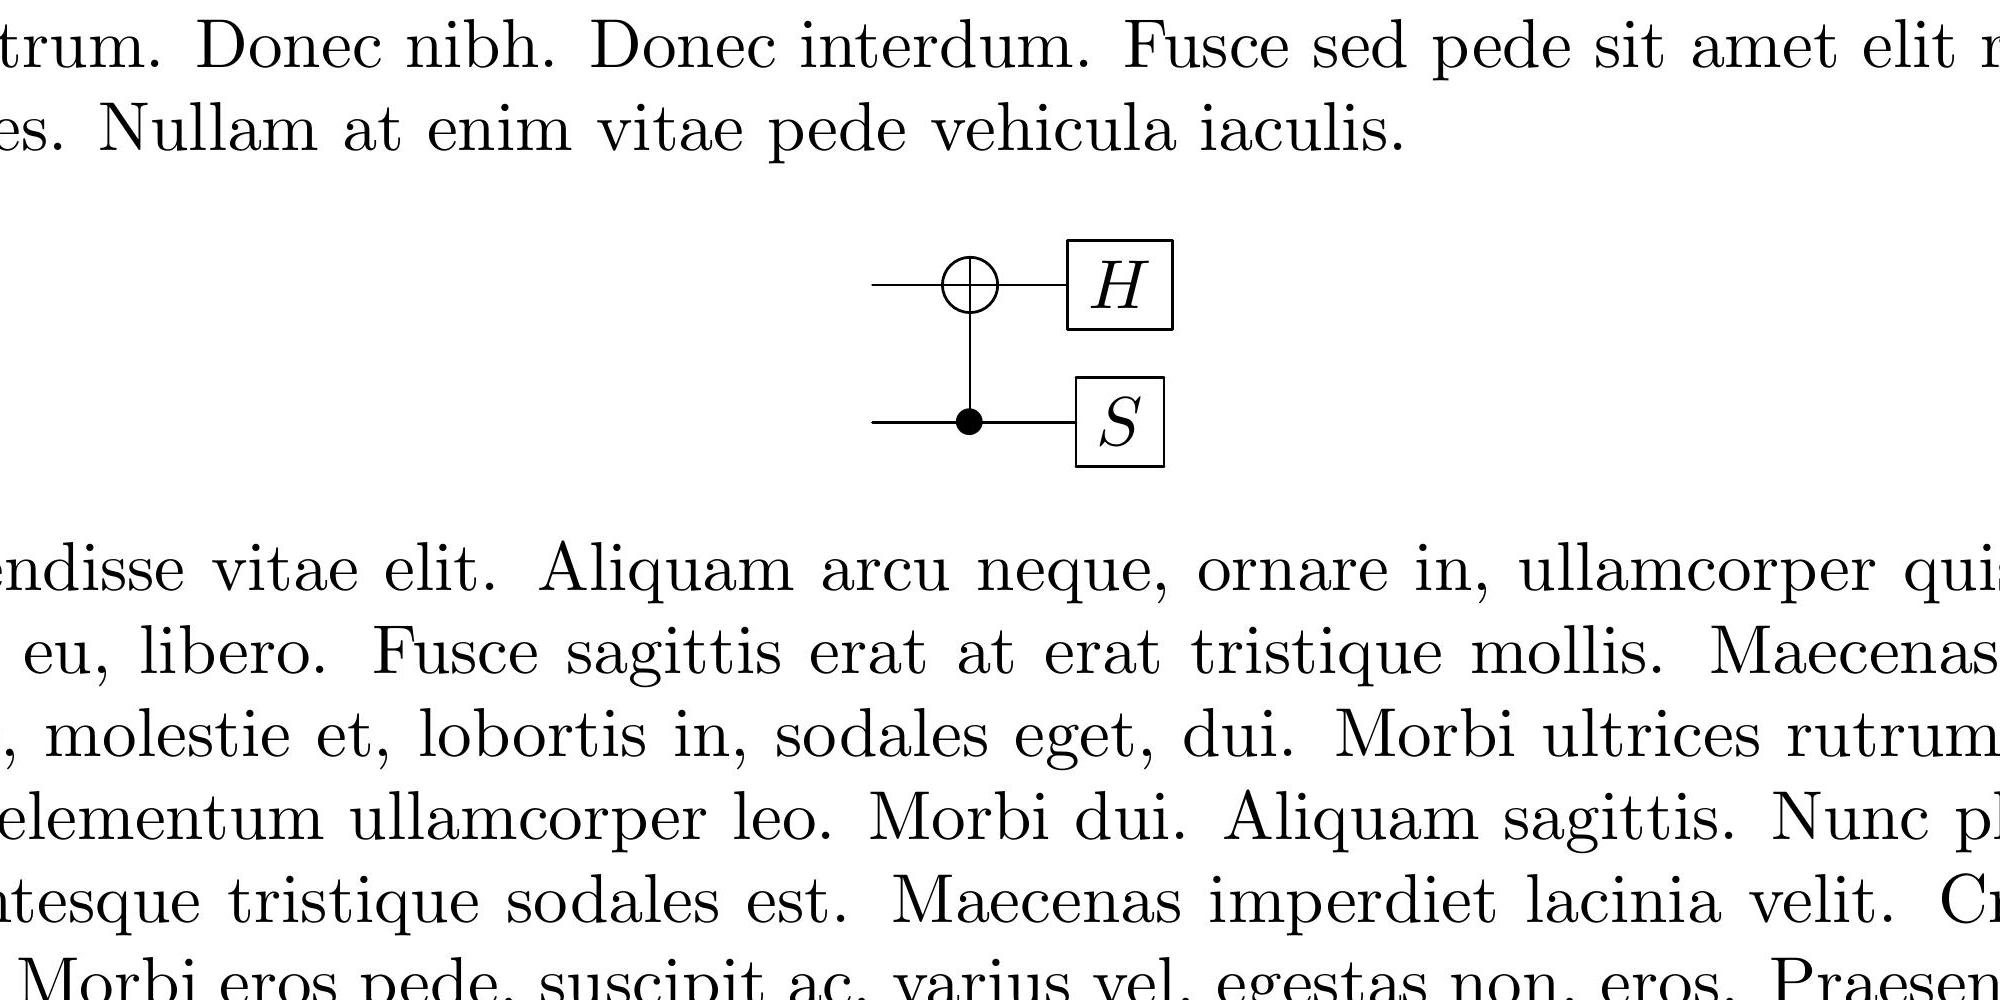 trum. Donec nibh. Donec interdum. Fusce sed pede sit amet elit r
es. Nullam at enim vitae pede vehicula iaculis.
H
S
endisse vitae elit. Aliquam arcu neque, ornare in, ullamcorper quis
eu, libero. Fusce sagittis erat at erat tristique mollis. Maecenas
, molestie et, lobortis in, sodales eget, dui. Morbi ultrices rutrum
elementum ullamcorper leo. Morbi dui. Aliquam sagittis. Nunc pl
ntesque tristique sodales est. Maecenas imperdiet lacinia velit. Cr
Morbi eros pede, suscipit ac, varius vel, egestas non, eros. Praesen